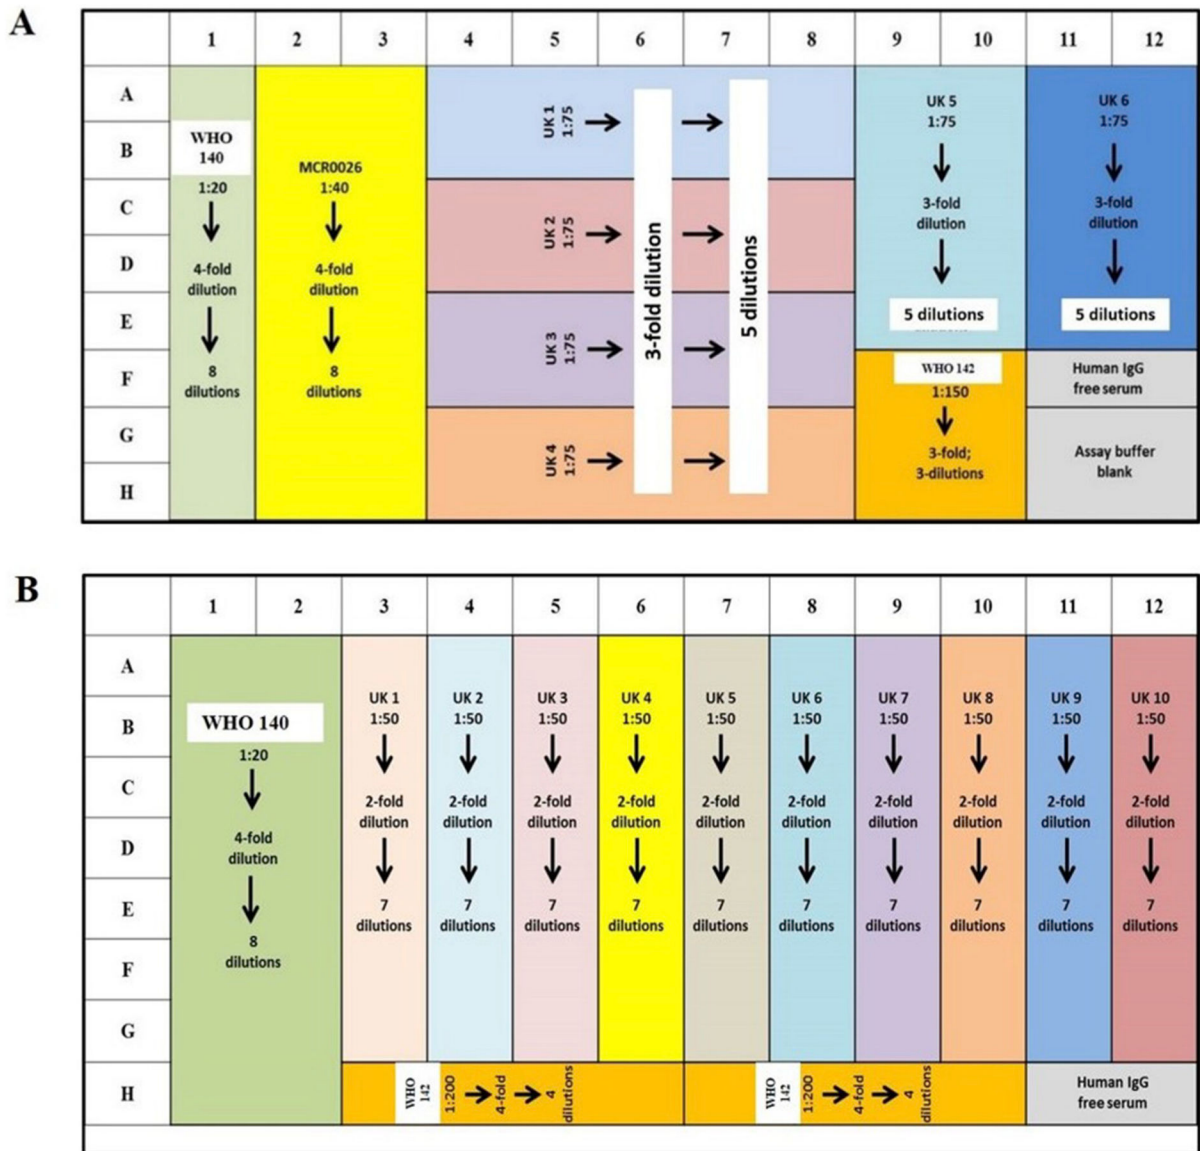 A
1 2 3 4 5 6 7 8 9 10 11 12
A
B
C
D
E
F
G
H
WHO
140
1:20
4-fold
dilution
8
dilutions
MCR0026
1:40
4-fold
dilution
8
dilutions
UK 1
1:75
UK 2
1:75
UK 3
1:75
UK 4
1:75
3-fold dilution
5 dilutions
UK 5
1:75
3-fold
dilution
5 dilutions
UK 6
1:75
3-fold
dilution
5 dilutions
WHO 142
1:150
3-fold;
3-dilutions
Human IgG
free serum
Assay buffer
blank
B
1 2 3 4 5 6 7 8 9 10 11 12
A
B
C
D
E
F
G
H
WHO 140
1:20
4-fold
dilution
8
dilutions
UK 1
1:50
2-fold
dilution
7
dilutions
UK 2
1:50
2-fold
dilution
7
dilutions
UK 3
1:50
2-fold
dilution
7
dilutions
UK 4
1:50
2-fold
dilution
7
dilutions
UK 5
1:50
2-fold
dilution
7
dilutions
UK 6
1:50
2-fold
dilution
7
dilutions
UK 7
1:50
2-fold
dilution
7
dilutions
UK 8
1:50
2-fold
dilution
7
dilutions
UK 9
1:50
2-fold
dilution
7
dilutions
UK 10
1:50
2-fold
dilution
7
dilutions
WHO
142
1:200
4-fold
4
dilutions
WHO
142
1:200
4-fold
4
dilutions
Human IgG
free serum